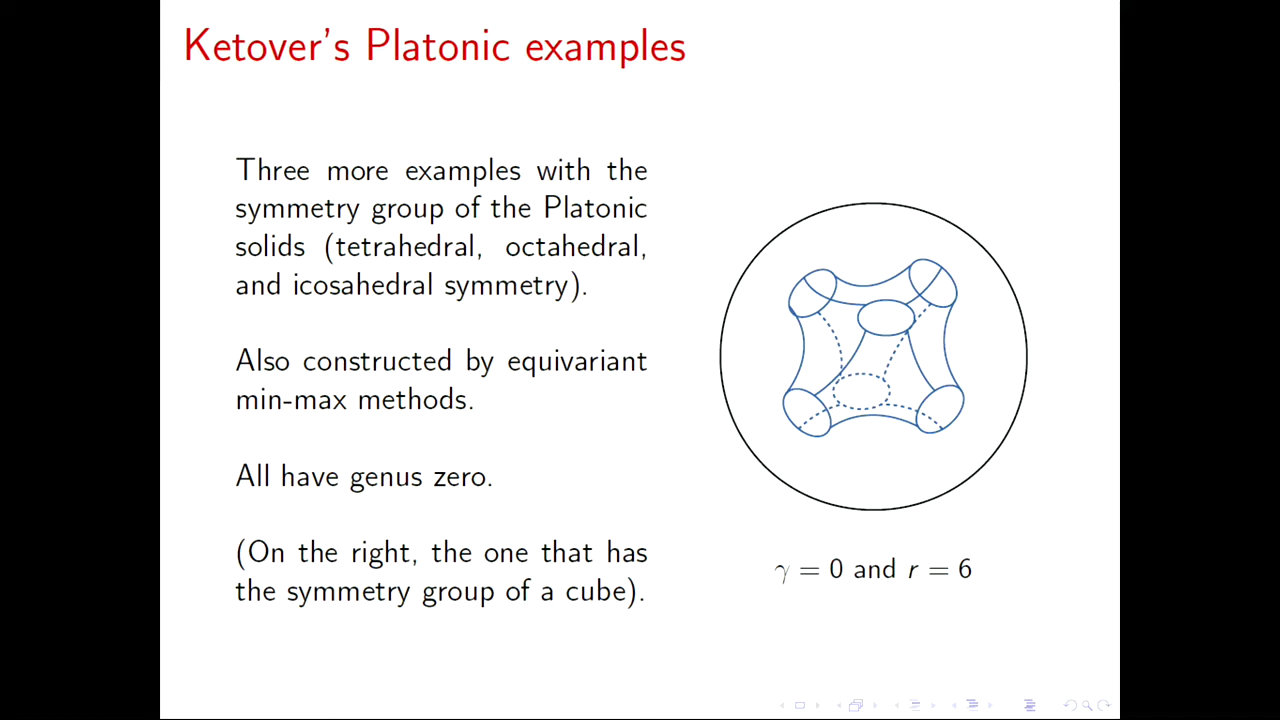 Ketover's Platonic examples
Three more examples with the
symmetry group of the Platonic
solids (tetrahedral, octahedral,
and icosahedral symmetry).
Also constructed by equivariant
min-max methods.
All have genus zero.
(On the right, the one that has
the symmetry group of a cube).
γ = 0 and r = 6